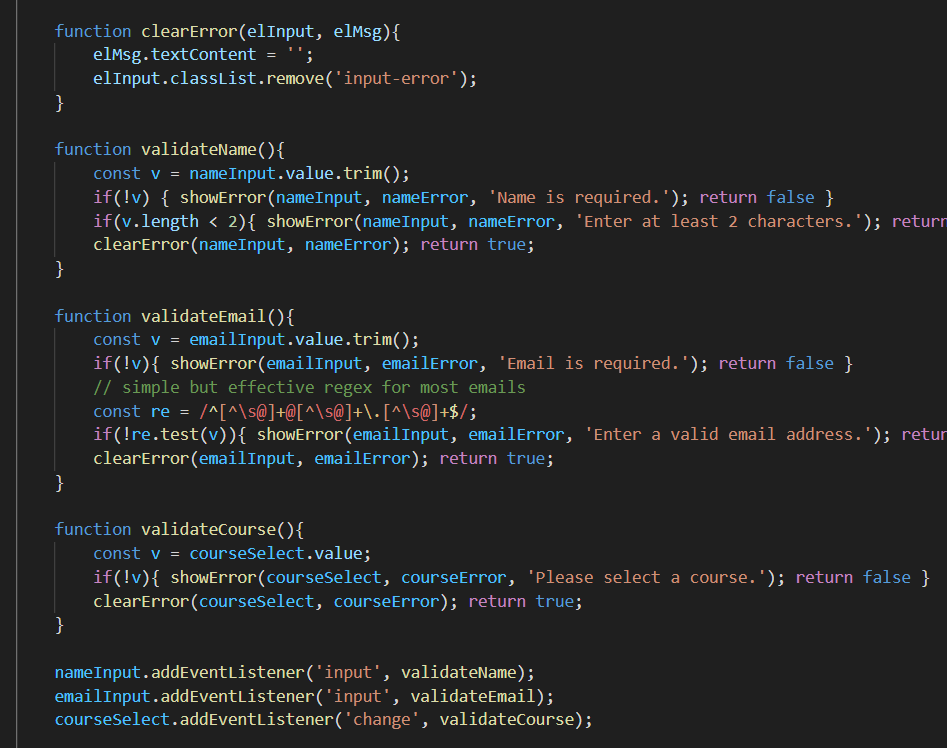 function clearError(elInput, elMsg){
elMsg.textContent = '';
elInput.classList.remove('input-error');
}
function validateName(){
const v = nameInput.value.trim();
if(!v) { showError(nameInput, nameError, 'Name is required.'); return false }
if(v.length < 2){ showError(nameInput, nameError, 'Enter at least 2 characters.'); return
clearError(nameInput, nameError); return true;
}
function validateEmail(){
const v = emailInput.value.trim();
if(!v){ showError(emailInput, emailError, 'Email is required.'); return false }
// simple but effective regex for most emails
const re = /^[^\s@]+@[^\s@]+\.[^\s@]+$/;
if(!re.test(v)){ showError(emailInput, emailError, 'Enter a valid email address.'); retur
clearError(emailInput, emailError); return true;
}
function validateCourse(){
const v = courseSelect.value;
if(!v){ showError(courseSelect, courseError, 'Please select a course.'); return false }
clearError(courseSelect, courseError); return true;
}
nameInput.addEventListener('input', validateName);
emailInput.addEventListener('input', validateEmail);
courseSelect.addEventListener('change', validateCourse);